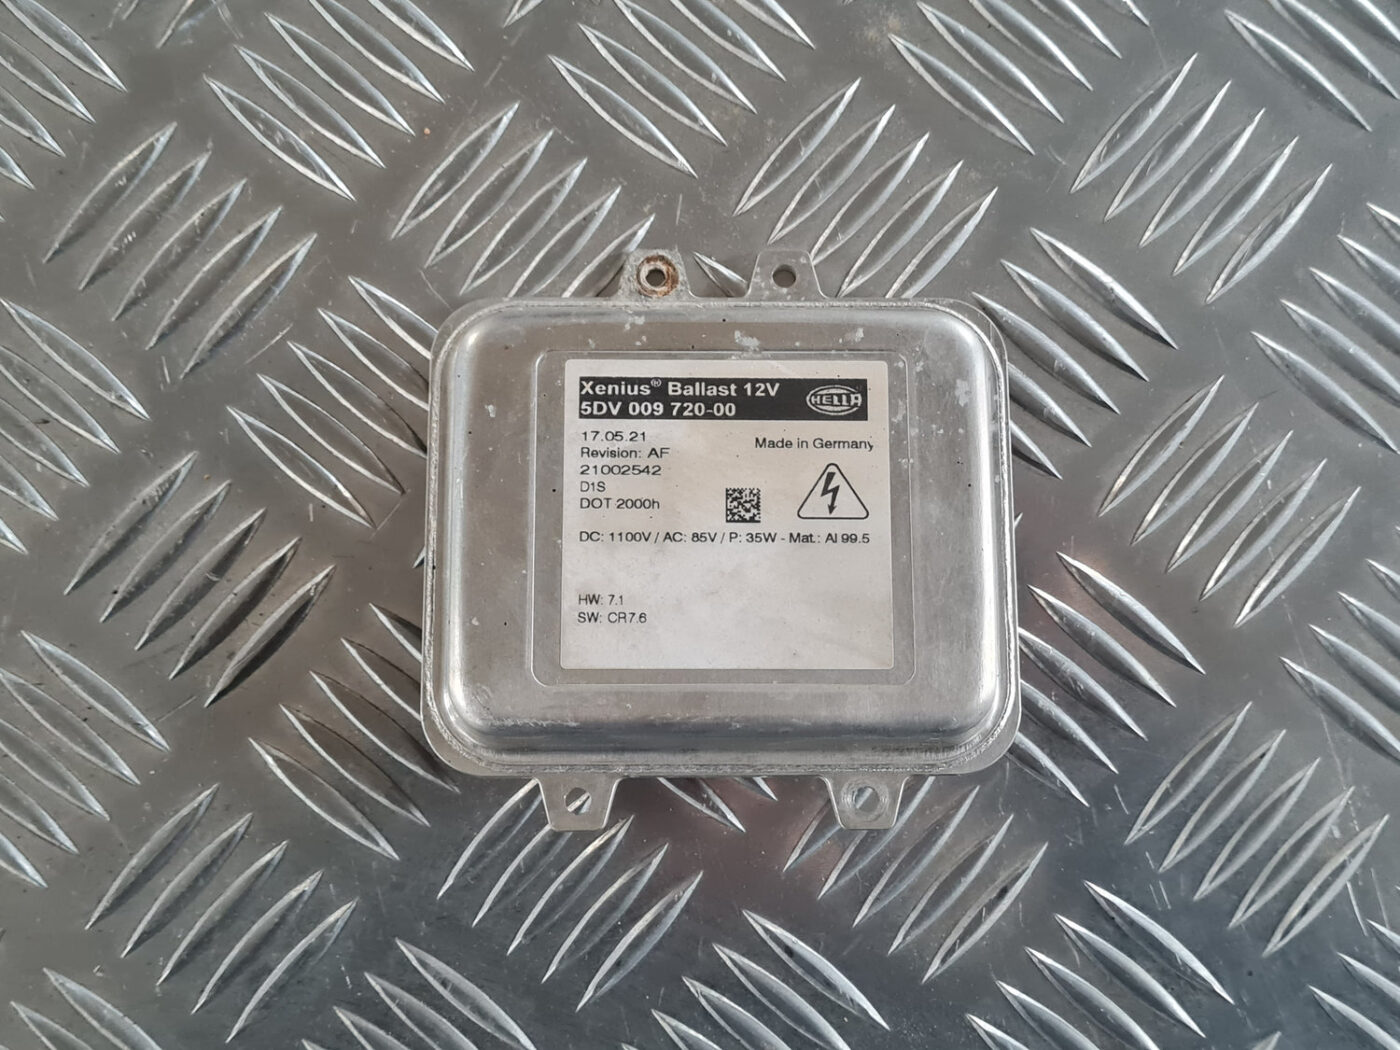 Xenius® Ballast 12V
5DV 009 720-00
HELLA
17.05.21
Made in Germany
Revision: AF
21002542
D1S
DOT 2000h
DC: 1100V / AC: 85V / P: 35W - Mat.: Al 99.5
HW: 7.1
SW: CR7.6